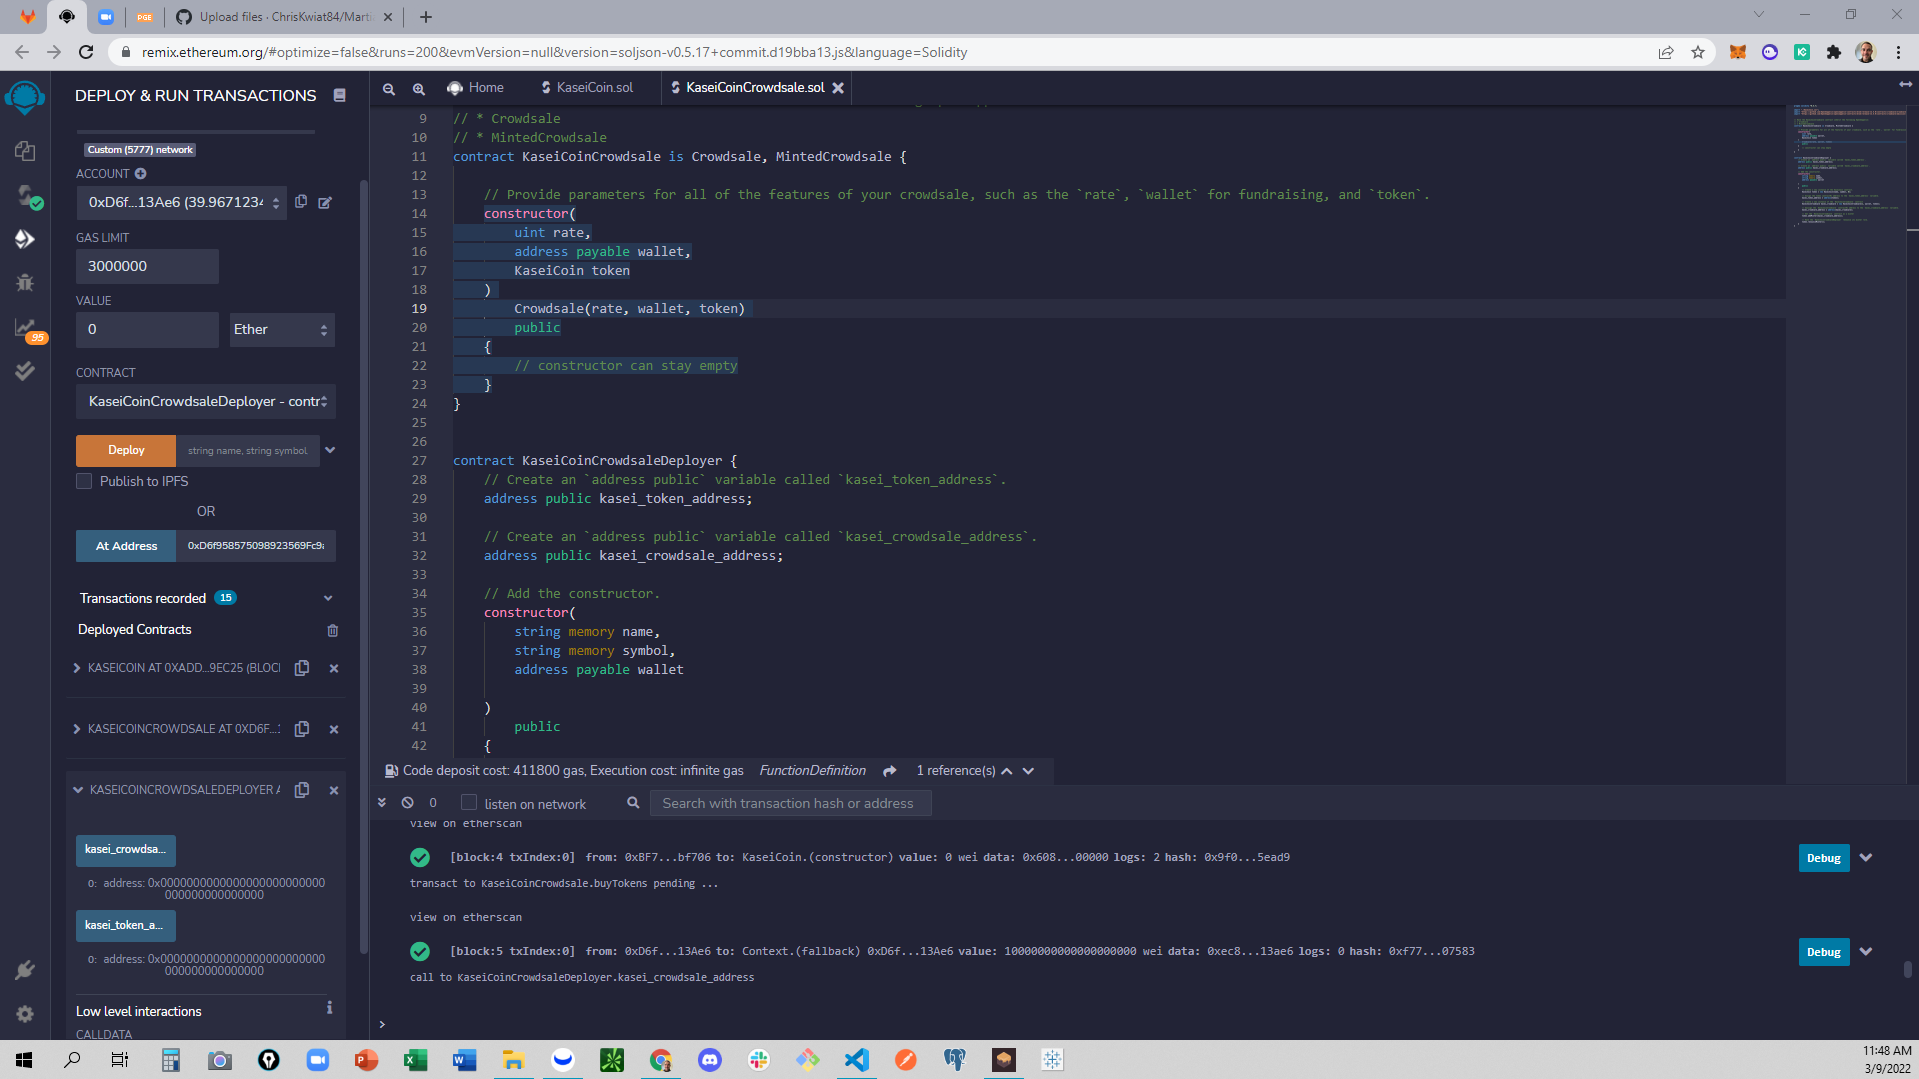 Upload files · ChrisKwiat84/Marti
remix.ethereum.org/#optimize=false&runs=200&evmVersion=null&version=soljson-v0.5.17+commit.d19bba13.js&language=Solidity
DEPLOY & RUN TRANSACTIONS
Home
KaseiCoin.sol
KaseiCoinCrowdsale.sol
Custom (5777) network
ACCOUNT
0xD6f...13Ae6 (39.9671234
GAS LIMIT
3000000
VALUE
0
Ether
CONTRACT
KaseiCoinCrowdsaleDeployer - contr
Deploy
string name, string symbol
Publish to IPFS
OR
At Address
0xD6f958575098923569Fc9a
Transactions recorded 15
Deployed Contracts
KASEICOIN AT 0XADD...9EC25 (BLOC
KASEICOINCROWDSALE AT 0XD6F...
KASEICOINCROWDSALEDEPLOYER A
kasei_crowdsa...
0: address: 0x00000000000000000000000
00000000000000000
kasei_token_a...
0: address: 0x00000000000000000000000
00000000000000000
Low level interactions
CALLDATA
95
9 // * Crowdsale
10 // * MintedCrowdsale
11 contract KaseiCoinCrowdsale is Crowdsale, MintedCrowdsale {
12
13 // Provide parameters for all of the features of your crowdsale, such as the `rate`, `wallet` for fundraising, and `token`.
14 constructor(
15 uint rate,
16 address payable wallet,
17 KaseiCoin token
18 )
19 Crowdsale(rate, wallet, token)
20 public
21 {
22 // constructor can stay empty
23 }
24 }
25
26
27 contract KaseiCoinCrowdsaleDeployer {
28 // Create an `address public` variable called `kasei_token_address`.
29 address public kasei_token_address;
30
31 // Create an `address public` variable called `kasei_crowdsale_address`.
32 address public kasei_crowdsale_address;
33
34 // Add the constructor.
35 constructor(
36 string memory name,
37 string memory symbol,
38 address payable wallet
39
40 )
41 public
42 {
Code deposit cost: 411800 gas, Execution cost: infinite gas FunctionDefinition 1 reference(s)
0 listen on network Search with transaction hash or address
view on etherscan
[block:4 txIndex:0] from: 0xBF7...bf706 to: KaseiCoin.(constructor) value: 0 wei data: 0x608...00000 logs: 2 hash: 0x9f0...5ead9
Debug
transact to KaseiCoinCrowdsale.buyTokens pending ...
view on etherscan
[block:5 txIndex:0] from: 0xD6f...13Ae6 to: Context.(fallback) 0xD6f...13Ae6 value: 10000000000000000000 wei data: 0xec8...13ae6 logs: 0 hash: 0xf77...07583
Debug
call to KaseiCoinCrowdsaleDeployer.kasei_crowdsale_address
>
11:48 AM
3/9/2022